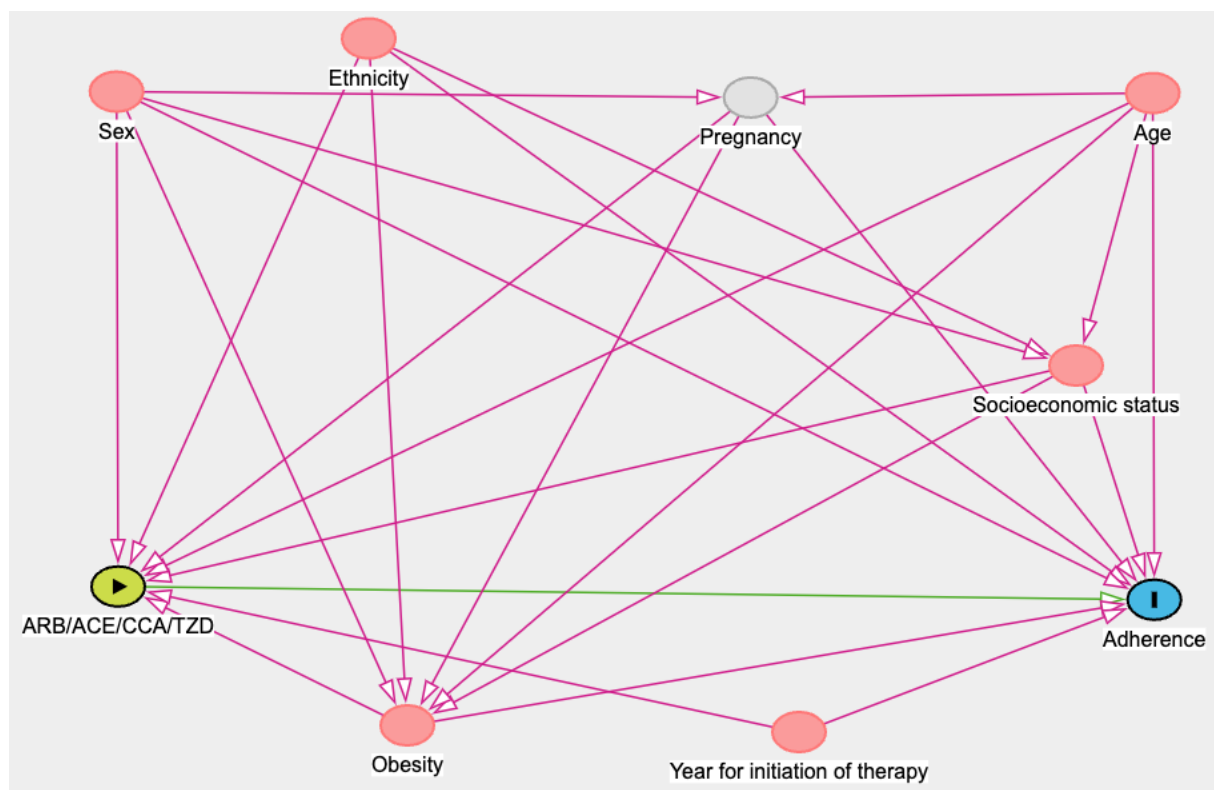 Ethnicity
Sex
Pregnancy
Age
Socioeconomic status
ARB/ACE/CCA/TZD
Adherence
Obesity
Year for initiation of therapy